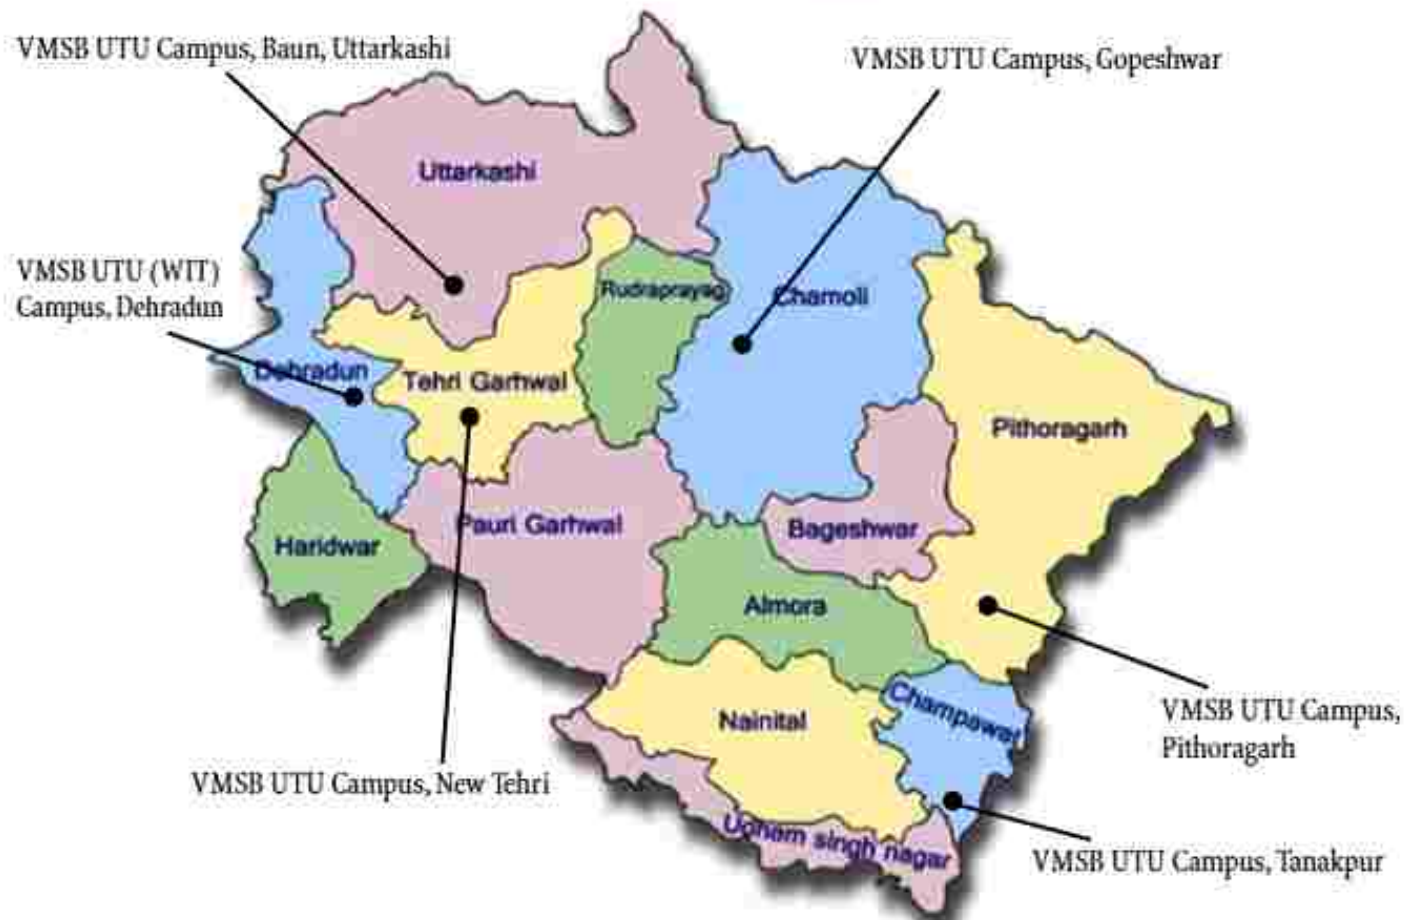 VMSB UTU Campus, Baun, Uttarkashi
VMSB UTU Campus, Gopeshwar
Uttarkashi
VMSB UTU (WIT)
Campus, Dehradun
Rudraprayag
Chamoli
Dehradun
Tehri Garhwal
Pithoragarh
Pauri Garhwal
Bageshwar
Haridwar
Almora
Champawat
Nainital
VMSB UTU Campus,
Pithoragarh
VMSB UTU Campus, New Tehri
Udham singh nagar
VMSB UTU Campus, Tanakpur